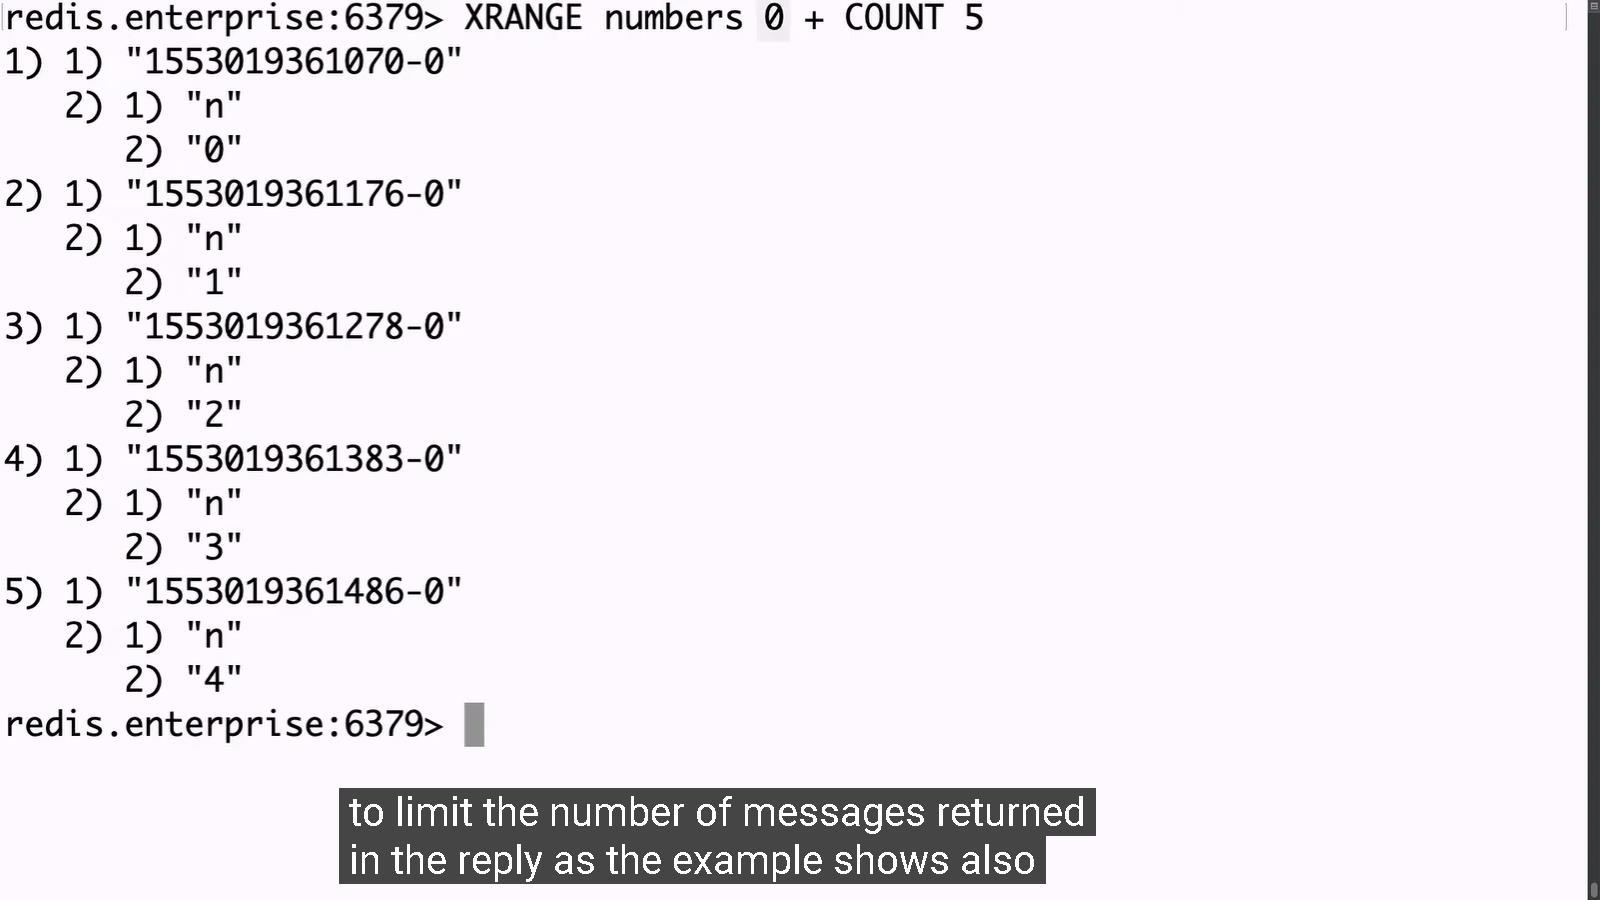 redis.enterprise:6379> XRANGE numbers 0 + COUNT 5
1) 1) "1553019361070-0"
   2) 1) "n"
      2) "0"
2) 1) "1553019361176-0"
   2) 1) "n"
      2) "1"
3) 1) "1553019361278-0"
   2) 1) "n"
      2) "2"
4) 1) "1553019361383-0"
   2) 1) "n"
      2) "3"
5) 1) "1553019361486-0"
   2) 1) "n"
      2) "4"
redis.enterprise:6379>
to limit the number of messages returned
in the reply as the example shows also